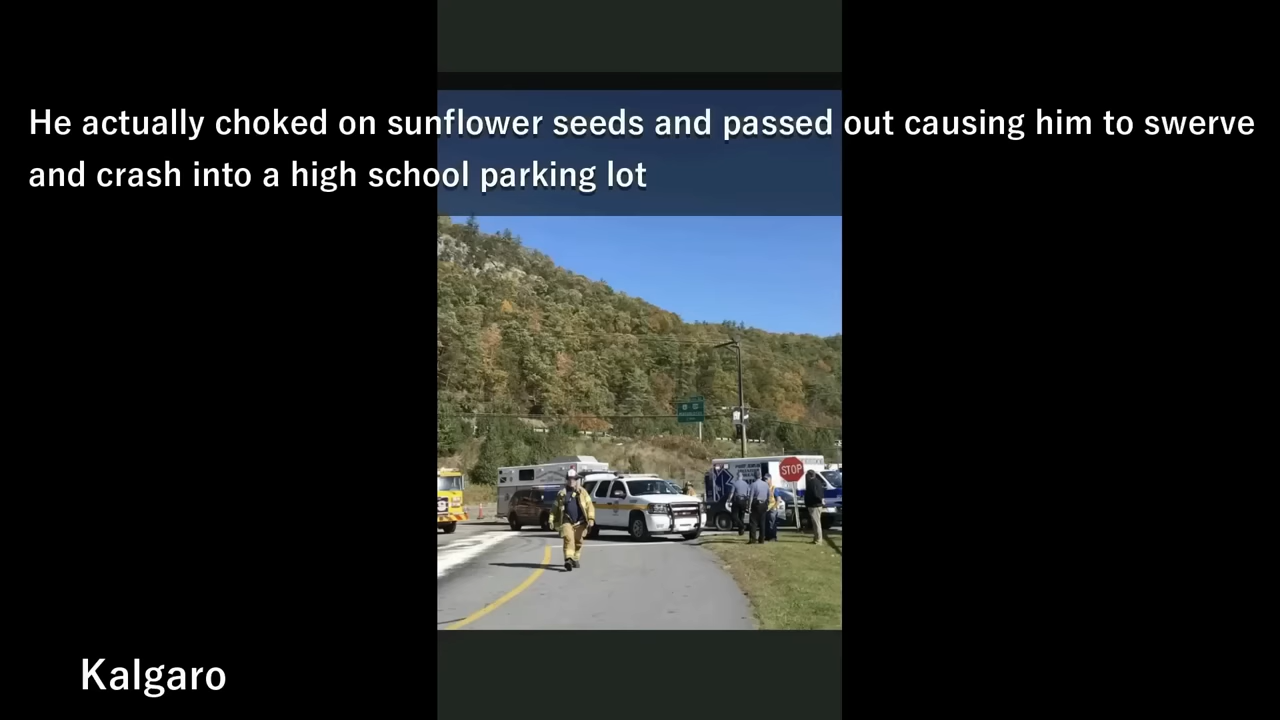 He actually choked on sunflower seeds and passed out causing him to swerve
and crash into a high school parking lot
STOP
Kalgaro